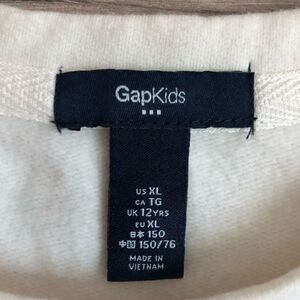 GapKids
US XL
CA TG
UK 12YRS
EU XL
日本 150
中国 150/76
MADE IN
VIETNAM